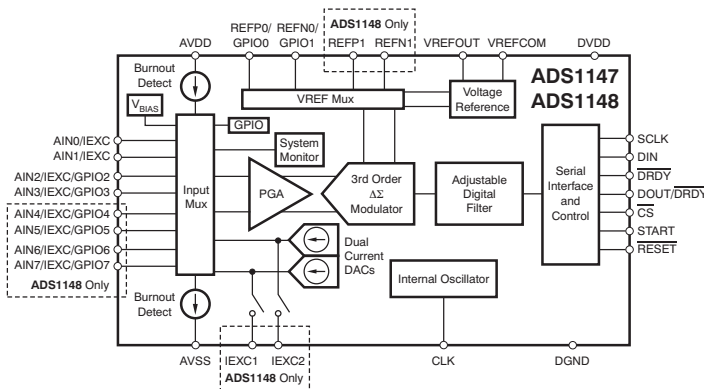 REFP0/
GPIO0
REFN0/
GPIO1
ADS1148 Only
REFP1 REFN1
AVDD
VREFOUT VREFCOM
DVDD
Burnout
Detect
VBIAS
GPIO
VREF Mux
Voltage
Reference
ADS1147
ADS1148
AIN0/IEXC
AIN1/IEXC
AIN2/IEXC/GPIO2
AIN3/IEXC/GPIO3
AIN4/IEXC/GPIO4
AIN5/IEXC/GPIO5
AIN6/IEXC/GPIO6
AIN7/IEXC/GPIO7
ADS1148 Only
Input
Mux
System
Monitor
PGA
3rd Order
ΔΣ
Modulator
Adjustable
Digital
Filter
Serial
Interface
and
Control
SCLK
DIN
DRDY
DOUT/DRDY
CS
START
RESET
Dual
Current
DACs
Internal Oscillator
Burnout
Detect
AVSS
IEXC1 IEXC2
ADS1148 Only
CLK
DGND